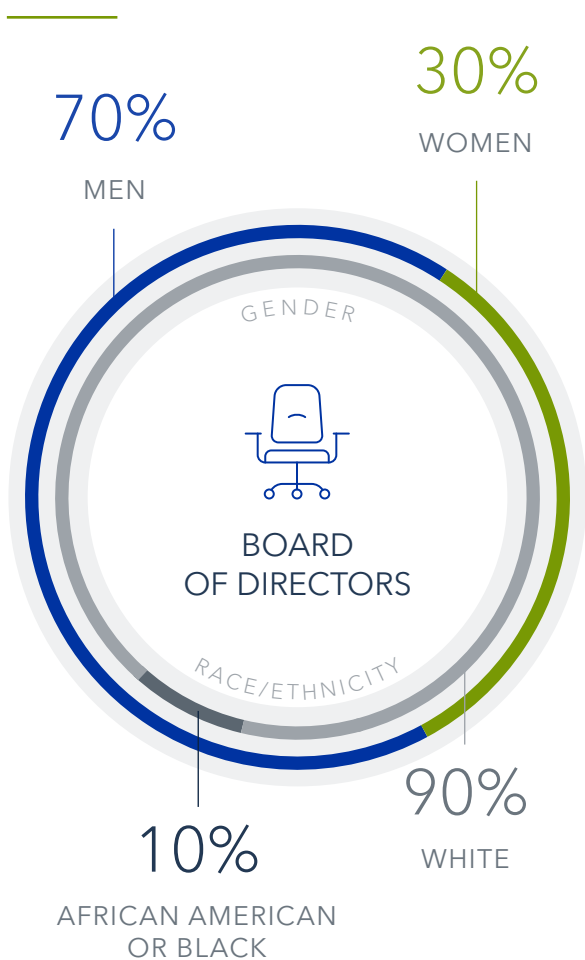 30%
WOMEN
70%
MEN
GENDER
BOARD
OF DIRECTORS
RACE/ETHNICITY
90%
WHITE
10%
AFRICAN AMERICAN
OR BLACK